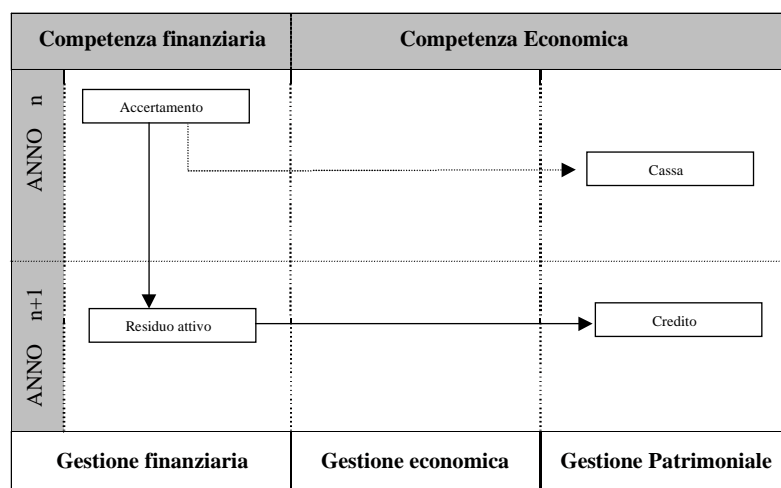 Competenza finanziaria
Competenza Economica
ANNO n
Accertamento
Cassa
ANNO n+1
Residuo attivo
Credito
Gestione finanziaria
Gestione economica
Gestione Patrimoniale